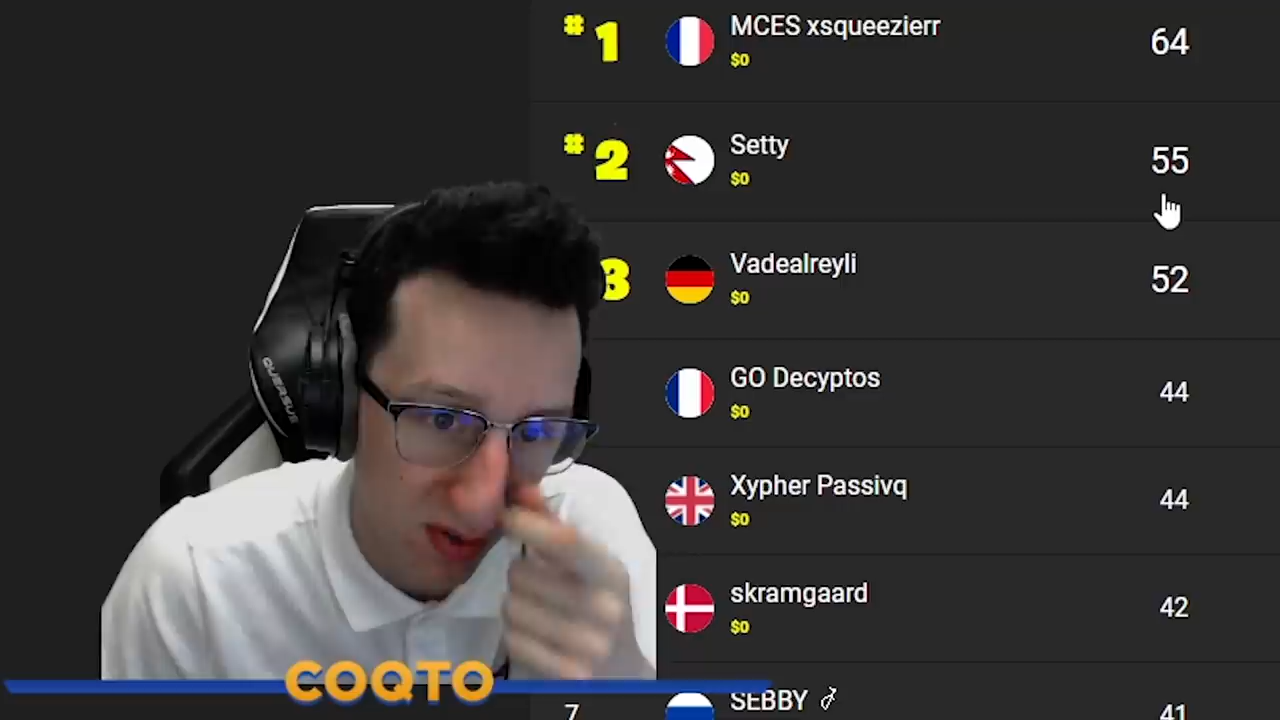 # 1
MCES xsqueezierr
$0
64
# 2
Setty
$0
55
3
Vadealreyli
$0
52
GO Decyptos
$0
44
Xypher Passivq
$0
44
skramgaard
$0
42
7
SEBBY
41
QUERSUS
COQTO